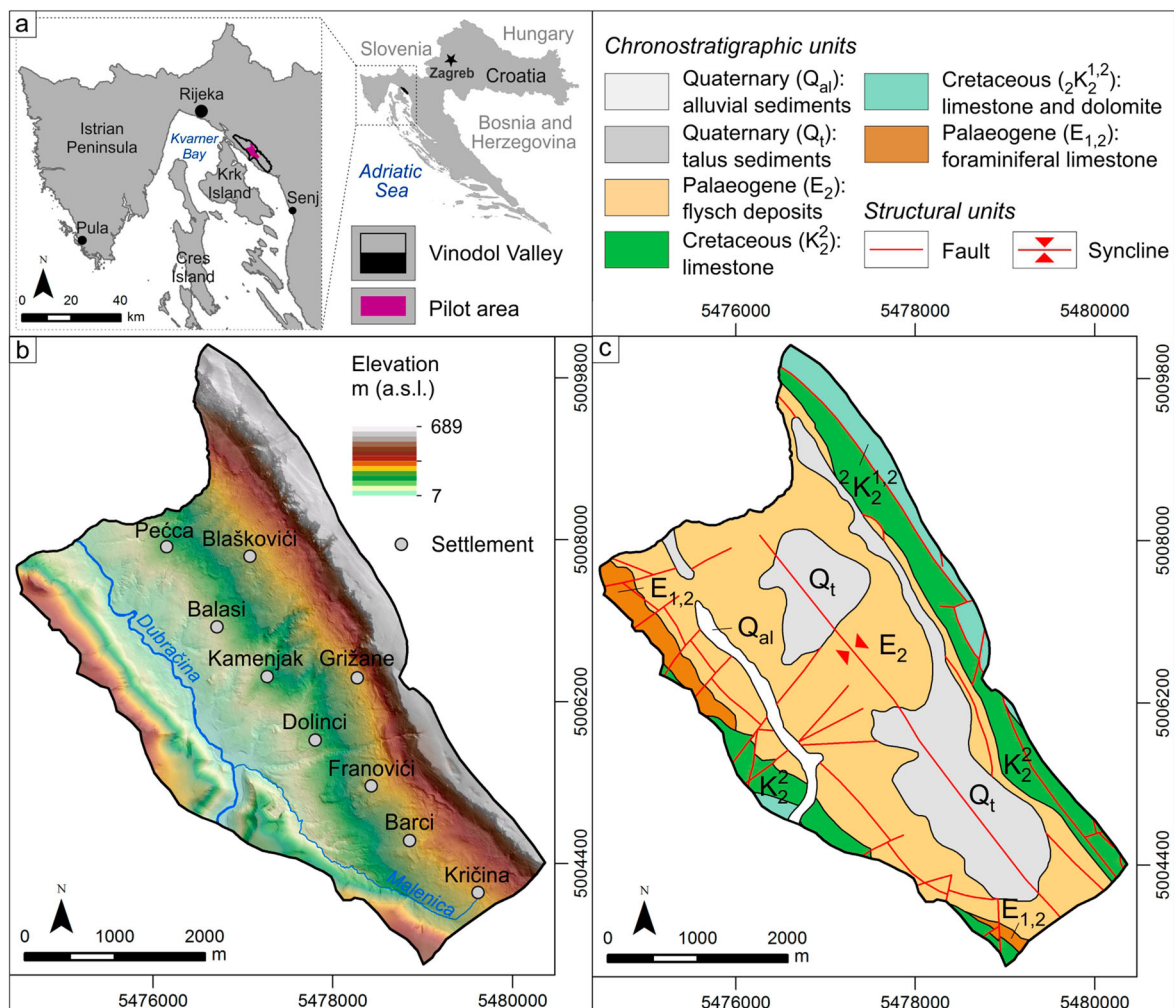 a
Slovenia
Hungary
Zagreb
Croatia
Bosnia and
Herzegovina
Adriatic
Sea
Rijeka
Istrian
Peninsula
Kvarner
Bay
Krk
Island
Senj
Pula
Cres
Island
N
0 20 40
km
Vinodol Valley
Pilot area
Chronostratigraphic units
Quaternary (Qal):
alluvial sediments
Quaternary (Qt):
talus sediments
Palaeogene (E2):
flysch deposits
Cretaceous (K₂²):
limestone
Cretaceous (₂K₂¹,²):
limestone and dolomite
Palaeogene (E1,2):
foraminiferal limestone
Structural units
Fault
Syncline
b
Elevation
m (a.s.l.)
689
7
Settlement
Pećca
Blaškovići
Balasi
Kamenjak
Grižane
Dolinci
Franovići
Barci
Kričina
Dubračina
Malenica
N
0 1000 2000
m
5476000 5478000 5480000
5476000 5478000 5480000
c
²K₂¹,²
E1,2
Qt
Qal
E2
K₂²
K₂²
Qt
E1,2
N
0 1000 2000
m
5009800
5008000
5006200
5004400
5009800
5008000
5006200
5004400
5476000 5478000 5480000